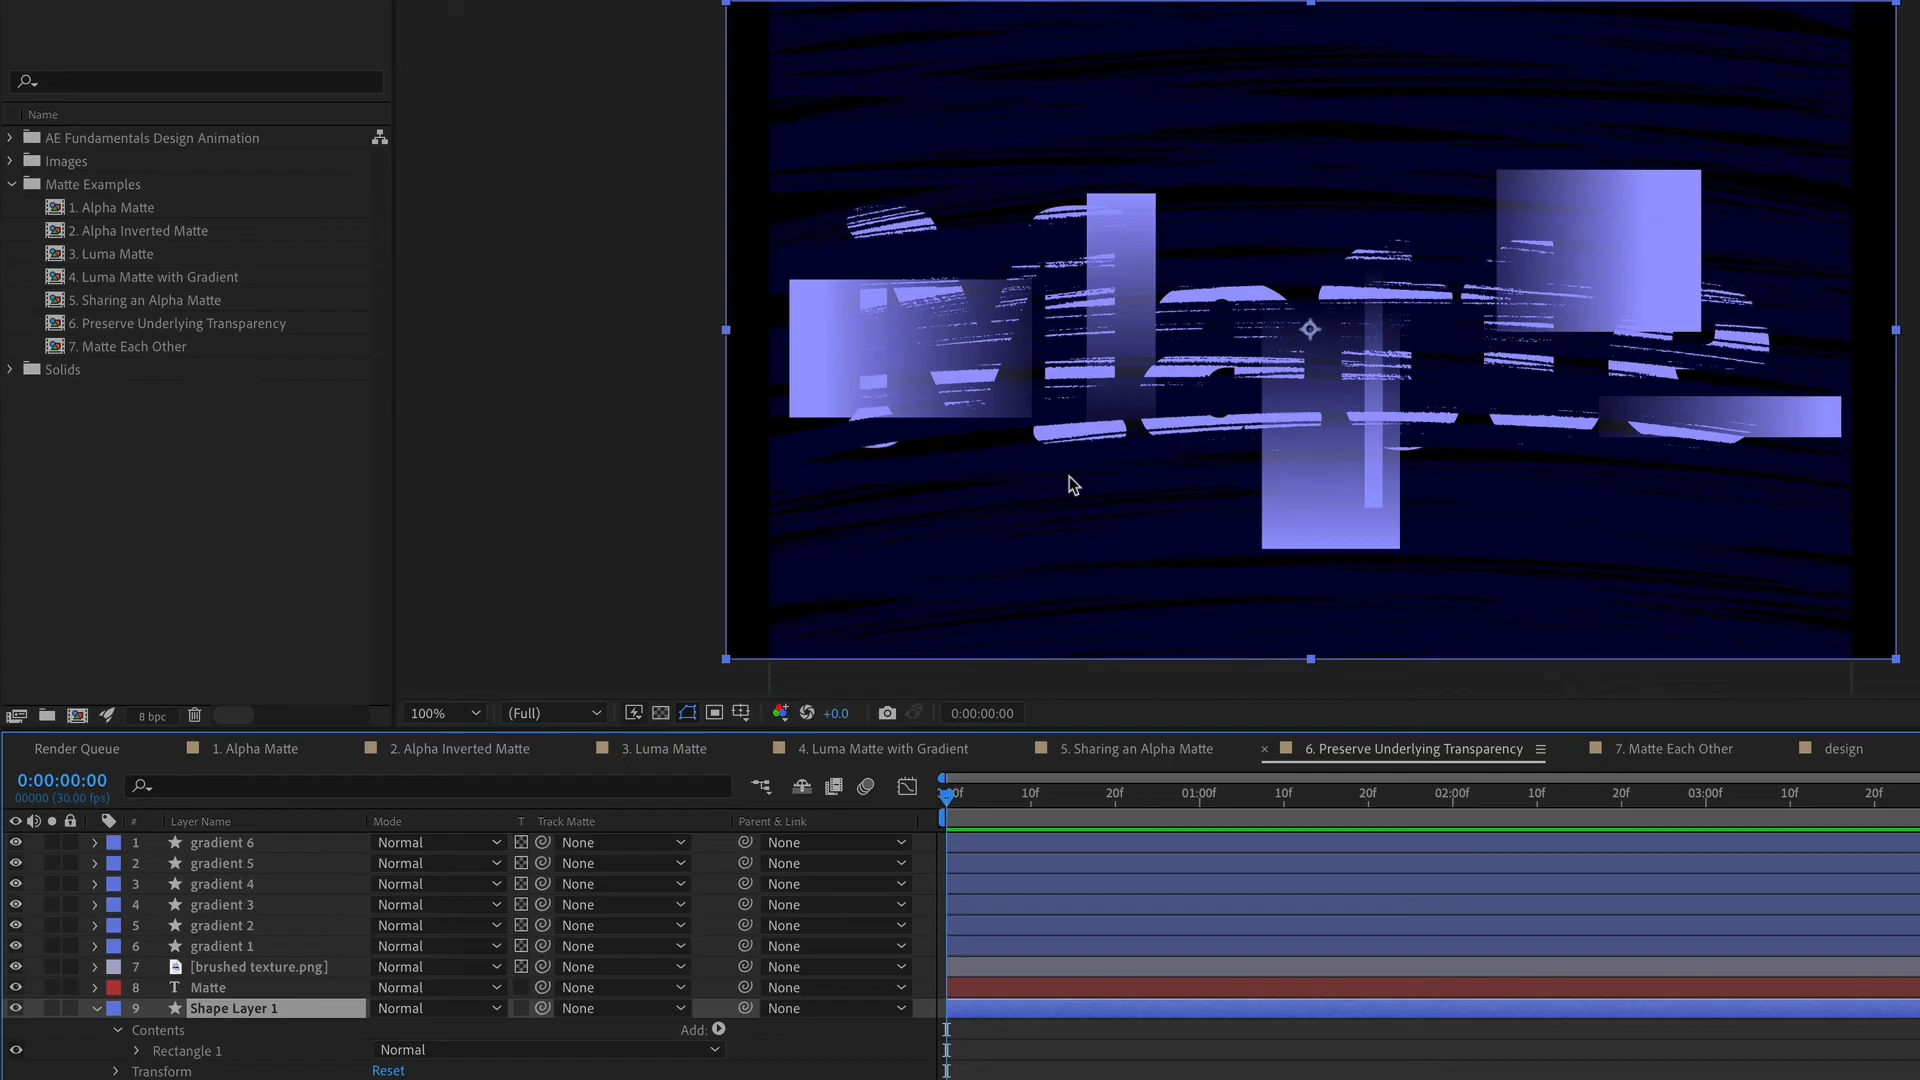 Name
AE Fundamentals Design Animation
Images
Matte Examples
1. Alpha Matte
2. Alpha Inverted Matte
3. Luma Matte
4. Luma Matte with Gradient
5. Sharing an Alpha Matte
6. Preserve Underlying Transparency
7. Matte Each Other
Solids
8 bpc
100% (Full) +0.0 0:00:00:00
Render Queue 1. Alpha Matte 2. Alpha Inverted Matte 3. Luma Matte 4. Luma Matte with Gradient 5. Sharing an Alpha Matte × 6. Preserve Underlying Transparency 7. Matte Each Other design
0:00:00:00
00000 (30.00 fps)
10f 20f 01:00f 10f 20f 02:00f 10f 20f 03:00f 10f 20f
# Layer Name Mode T Track Matte Parent & Link
1 gradient 6 Normal None None
2 gradient 5 Normal None None
3 gradient 4 Normal None None
4 gradient 3 Normal None None
5 gradient 2 Normal None None
6 gradient 1 Normal None None
7 [brushed texture.png] Normal None None
8 T Matte Normal None None
9 Shape Layer 1 Normal None None
Contents Add:
Rectangle 1 Normal
Transform Reset